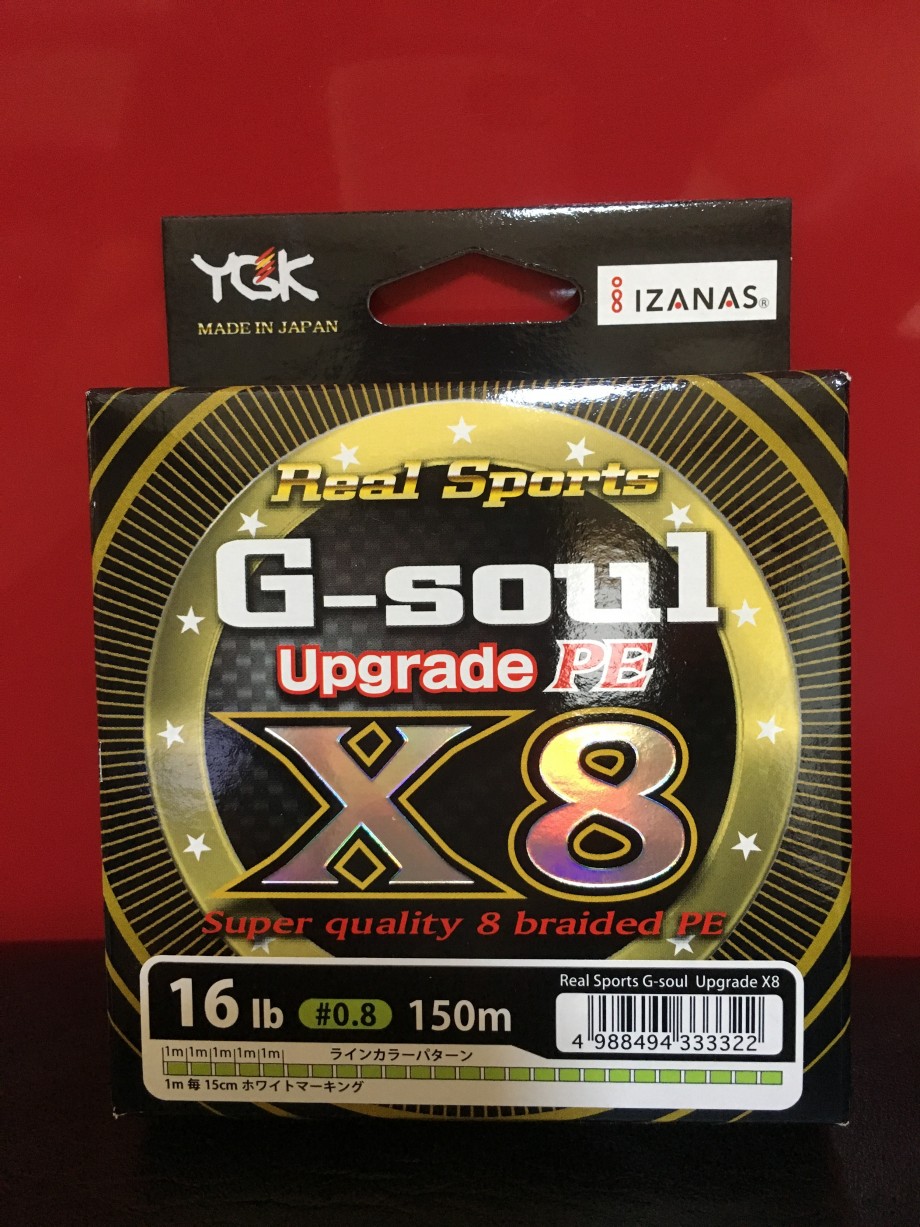 YGK
MADE IN JAPAN
IZANAS®
Real Sports
G-soul
Upgrade PE
X8
Super quality 8 braided PE
16 lb #0.8 150m
Real Sports G-soul Upgrade X8
4 988494 333322
1m 1m 1m 1m 1m ラインカラーパターン
1m 毎 15cm ホワイトマーキング